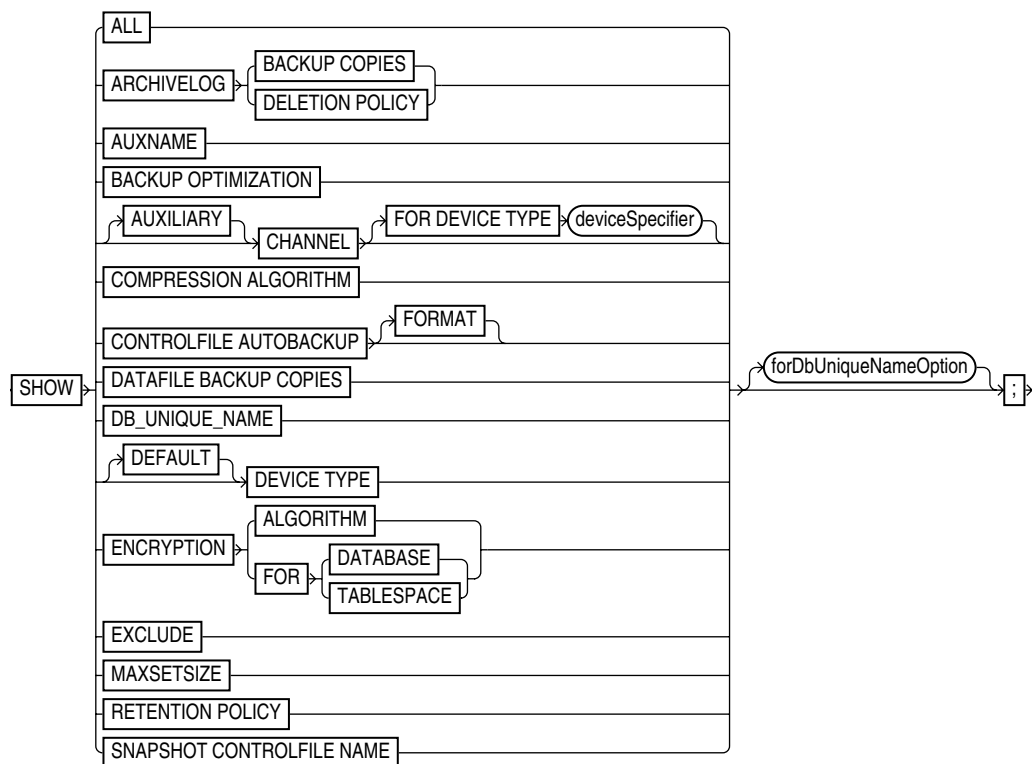 ALL
ARCHIVELOG
BACKUP COPIES
DELETION POLICY
AUXNAME
BACKUP OPTIMIZATION
AUXILIARY
CHANNEL
FOR DEVICE TYPE
deviceSpecifier
COMPRESSION ALGORITHM
CONTROLFILE AUTOBACKUP
FORMAT
SHOW
DATAFILE BACKUP COPIES
DB_UNIQUE_NAME
DEFAULT
DEVICE TYPE
ENCRYPTION
ALGORITHM
FOR
DATABASE
TABLESPACE
EXCLUDE
MAXSETSIZE
RETENTION POLICY
SNAPSHOT CONTROLFILE NAME
forDbUniqueNameOption
;